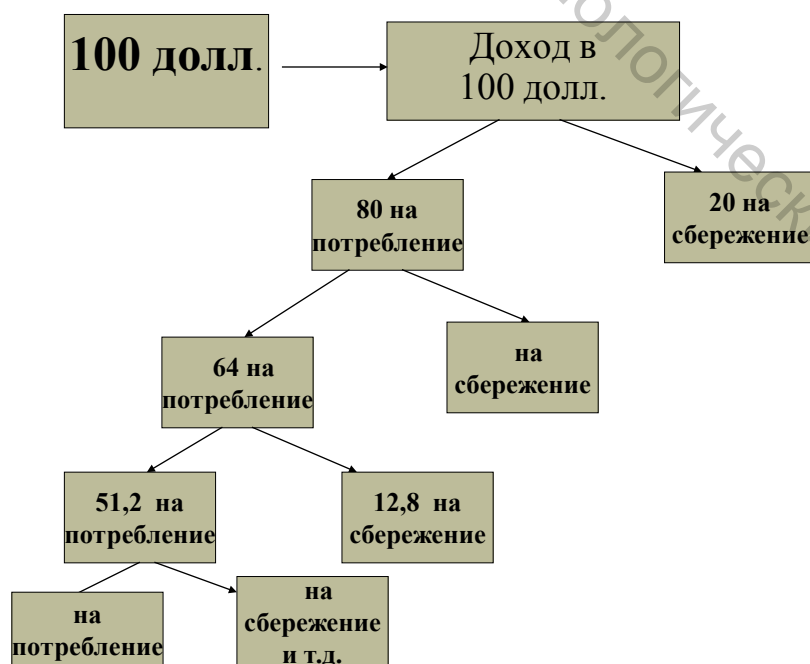 100 долл.
Доход в
100 долл.
80 на
потребление
20 на
сбережение
64 на
потребление
на
сбережение
51,2 на
потребление
12,8 на
сбережение
на
потребление
на
сбережение
и т.д.